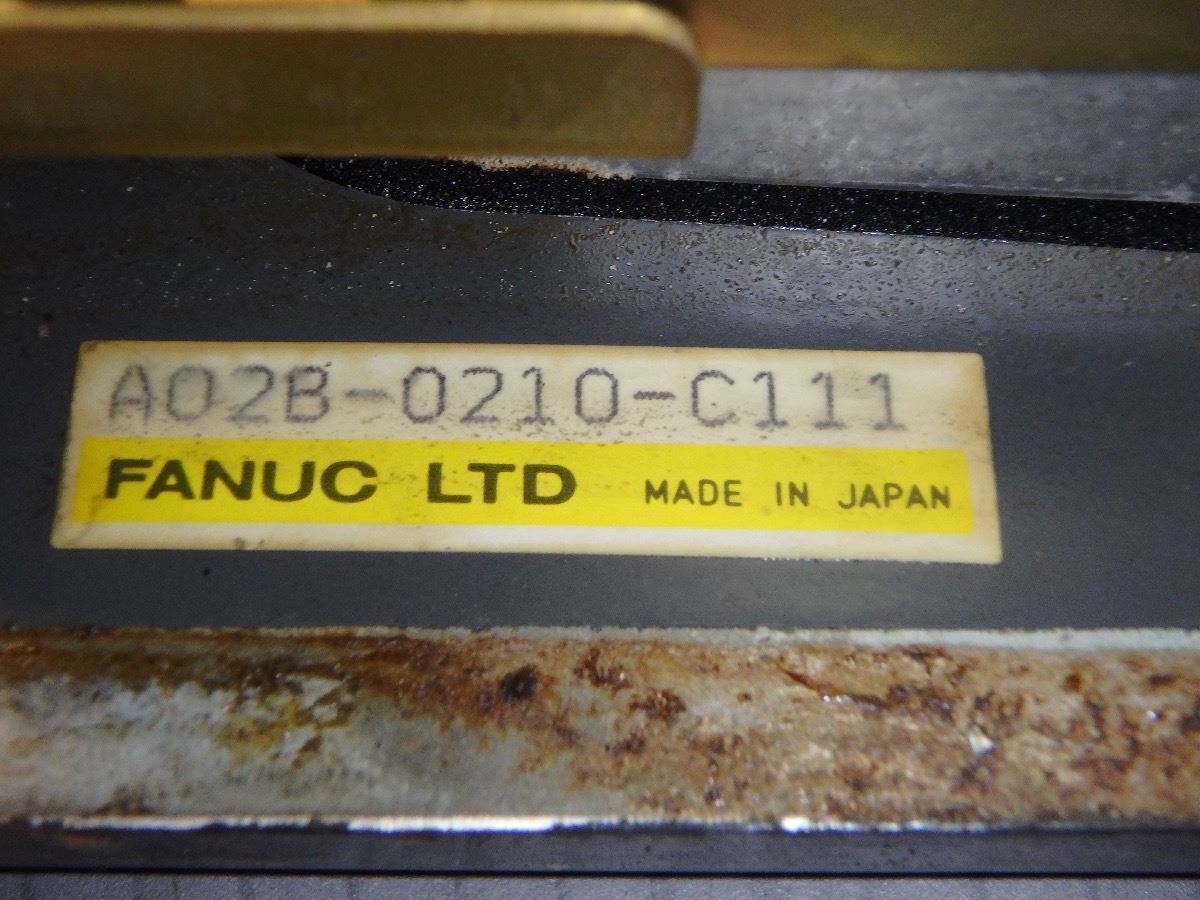 A02B-0210-C111
FANUC LTD MADE IN JAPAN